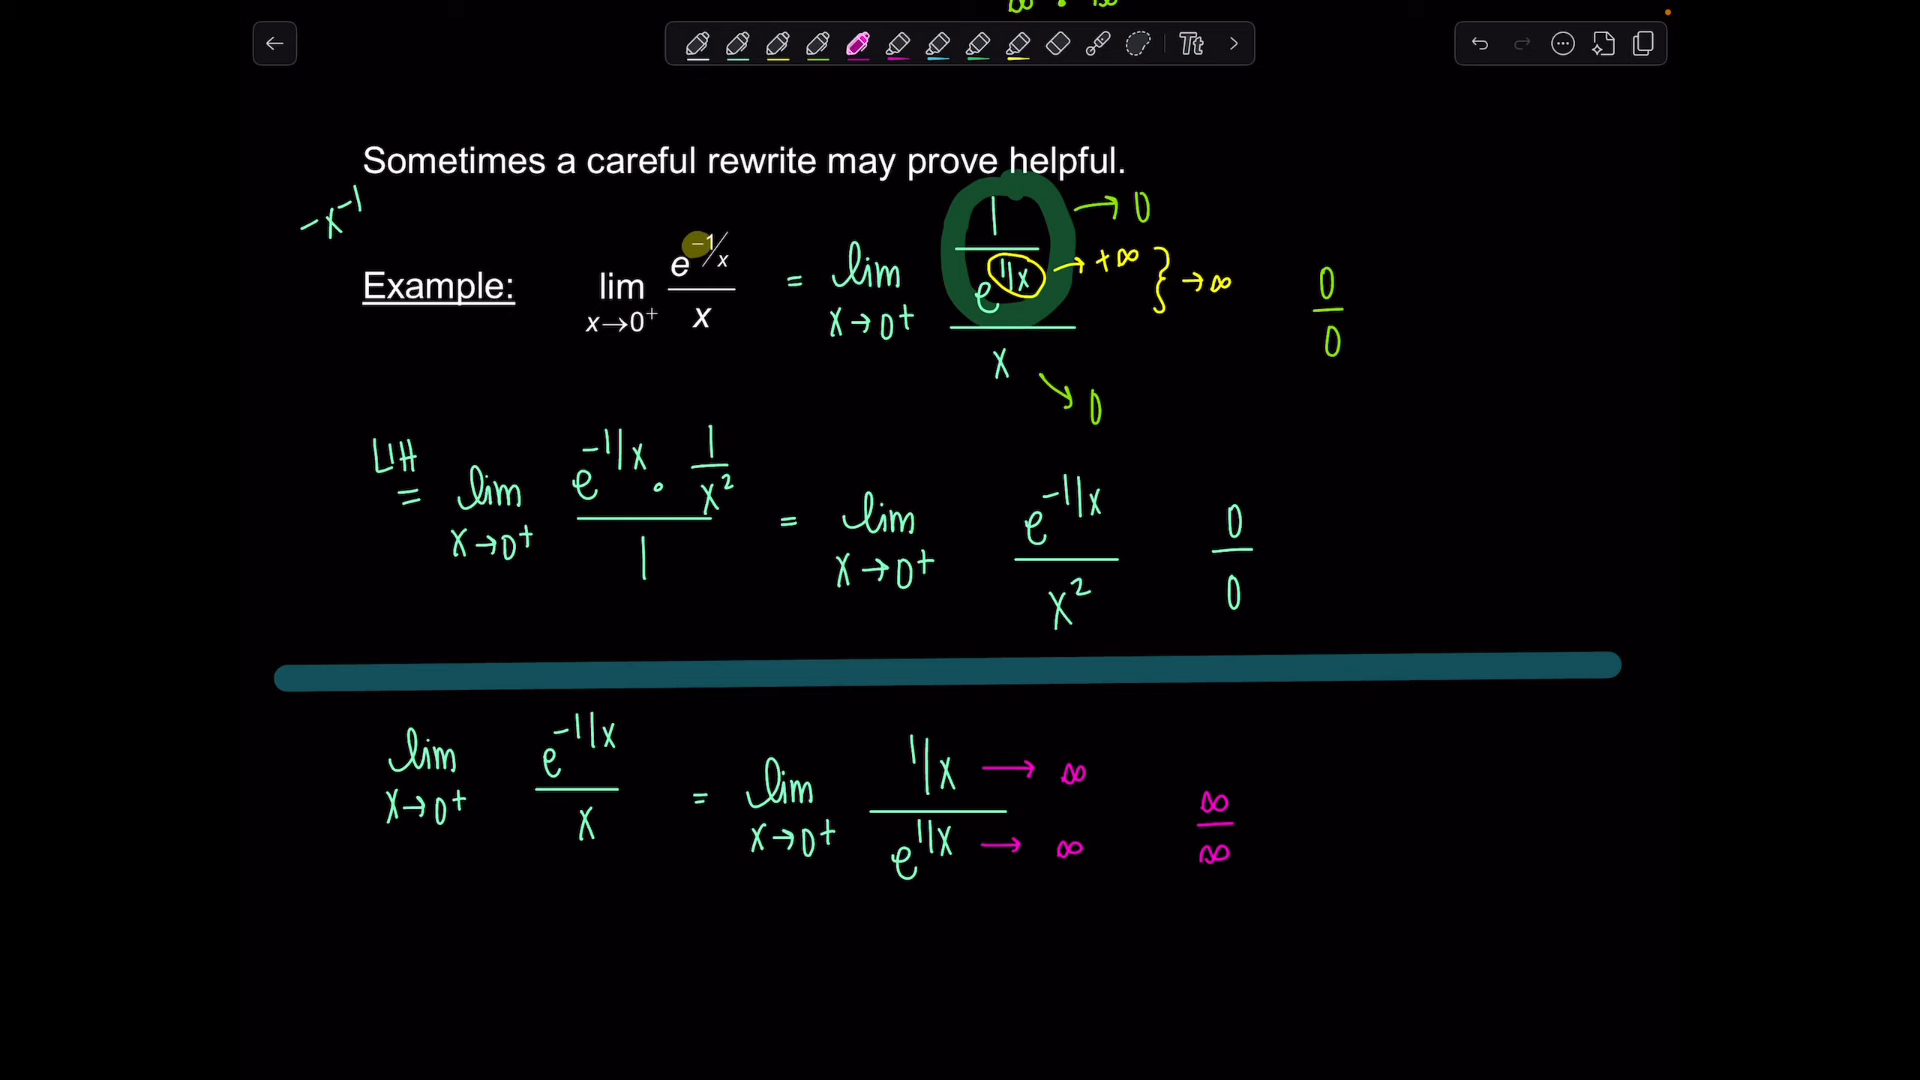 Tt
Sometimes a careful rewrite may prove helpful.
-x^{-1}
Example: lim_{x→0⁺} e^{-1/x} / x = lim_{x→0⁺} (1 / e^{1/x}) / x → 0 → +∞ } → ∞ → 0 0/0
L'H = lim_{x→0⁺} (e^{-1/x} · 1/x²) / 1 = lim_{x→0⁺} e^{-1/x} / x² 0/0
lim_{x→0⁺} e^{-1/x} / x = lim_{x→0⁺} (1/x) / e^{1/x} → ∞ → ∞ ∞/∞